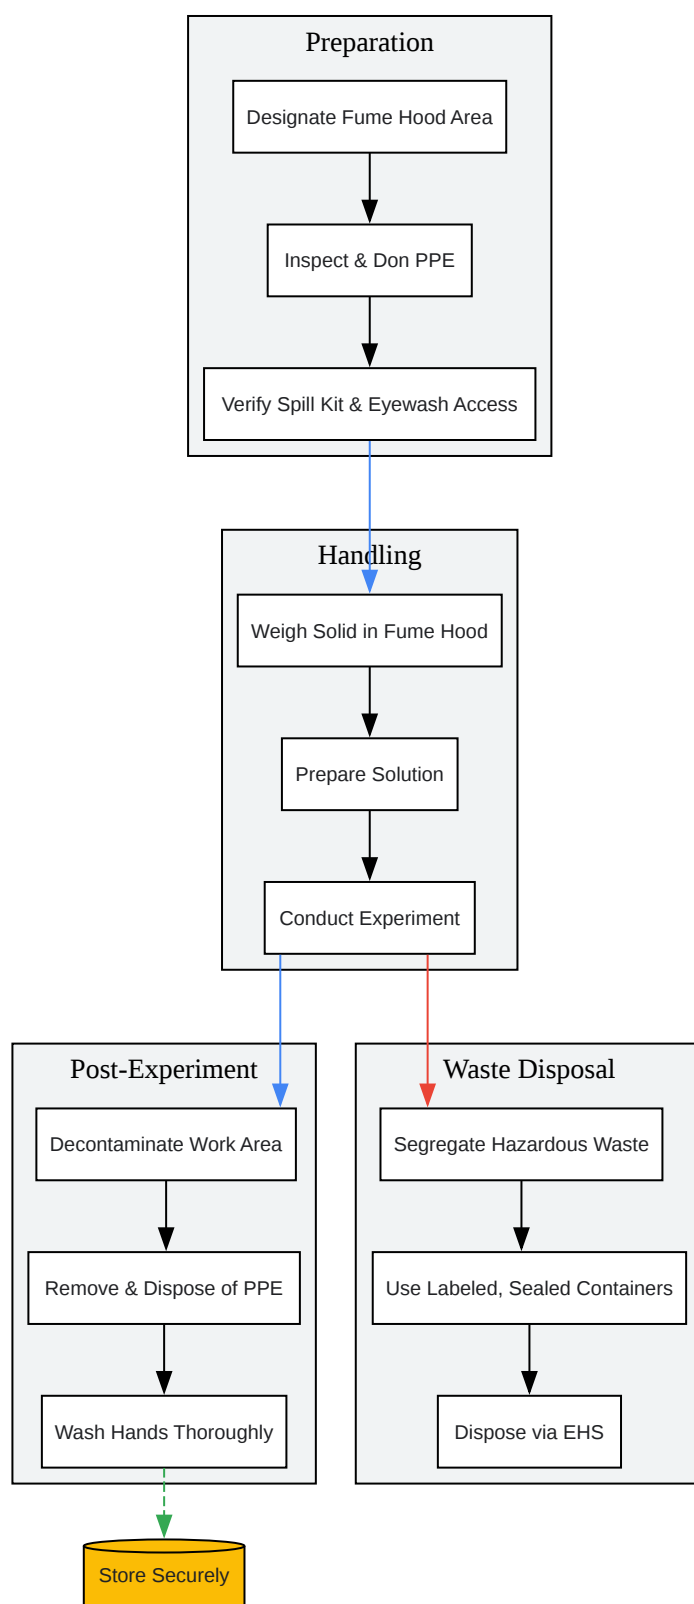 Preparation
Designate Fume Hood Area
Inspect & Don PPE
Verify Spill Kit & Eyewash Access
Handling
Weigh Solid in Fume Hood
Prepare Solution
Conduct Experiment
Post-Experiment
Decontaminate Work Area
Remove & Dispose of PPE
Wash Hands Thoroughly
Waste Disposal
Segregate Hazardous Waste
Use Labeled, Sealed Containers
Dispose via EHS
Store Securely